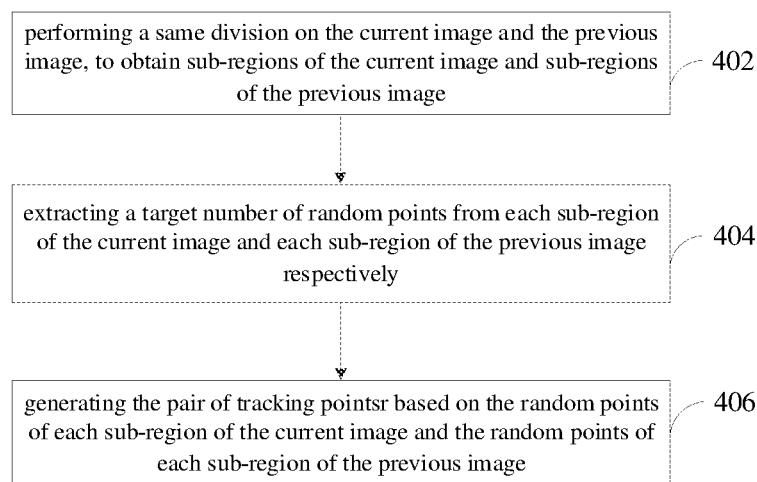 performing a same division on the current image and the previous
image, to obtain sub-regions of the current image and sub-regions
of the previous image
402
extracting a target number of random points from each sub-region
of the current image and each sub-region of the previous image
respectively
404
generating the pair of tracking pointsr based on the random points
of each sub-region of the current image and the random points of
each sub-region of the previous image
406